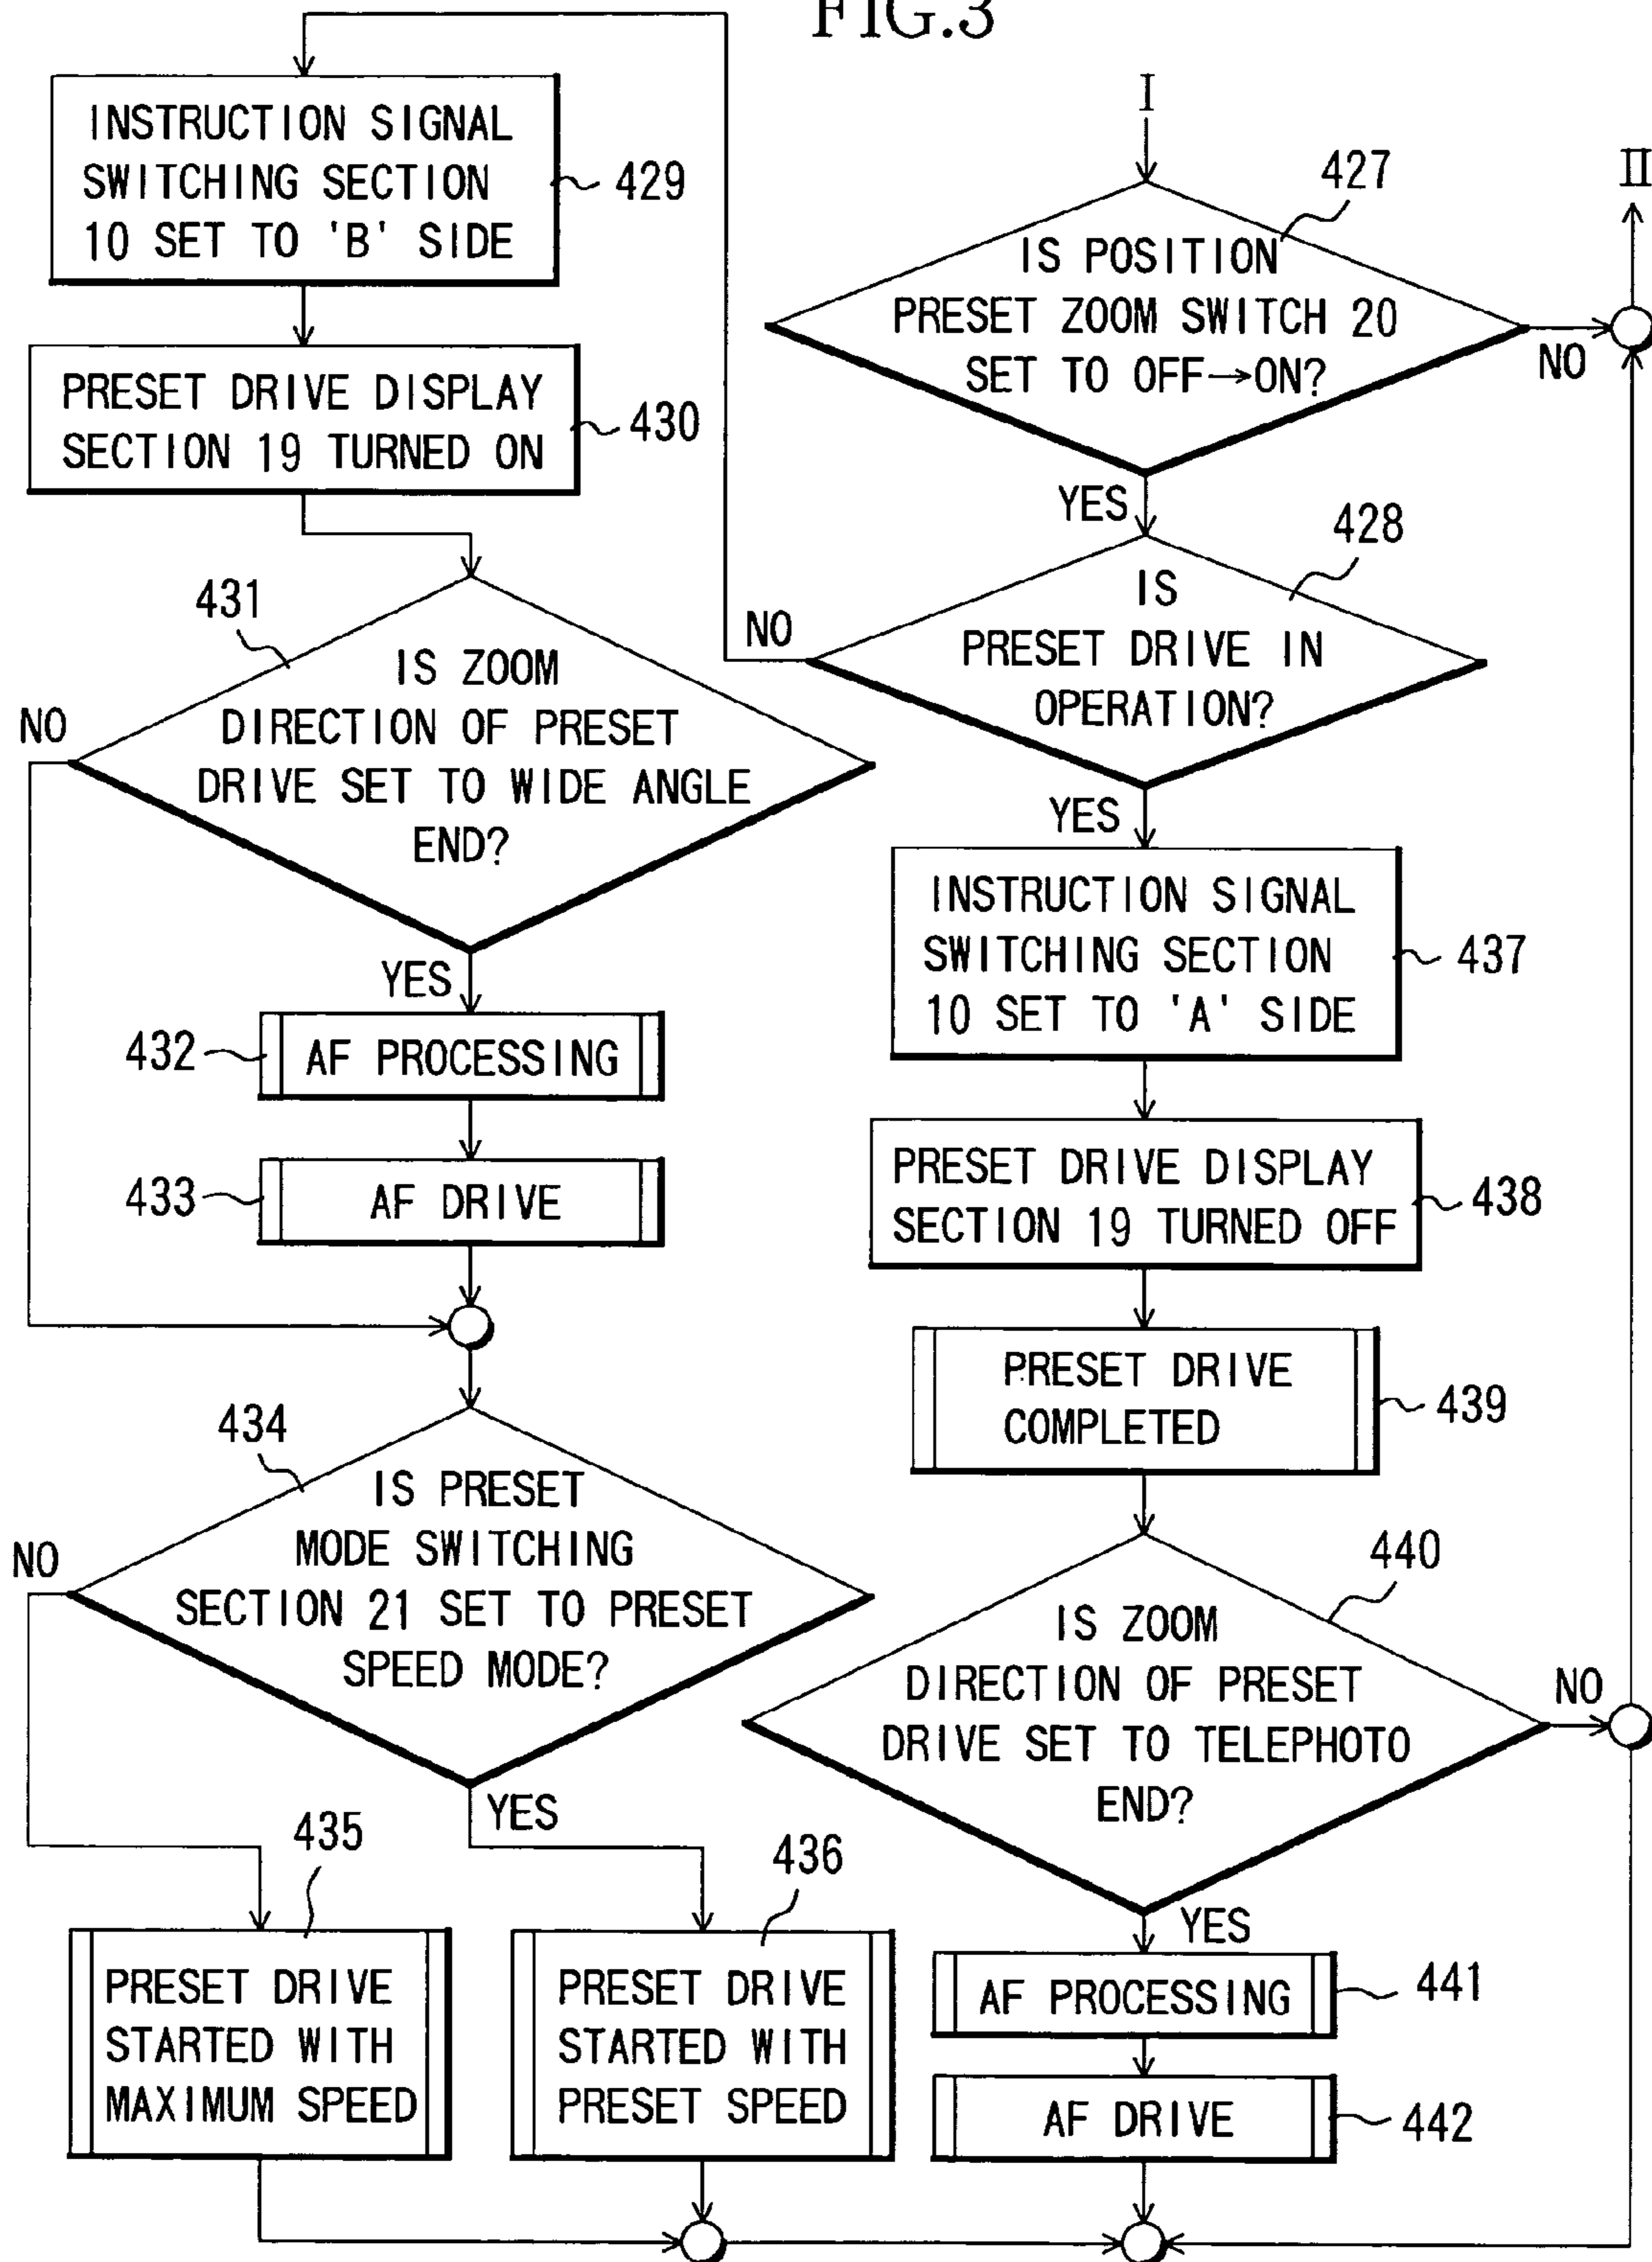 FIG.3
I
II
427
IS POSITION
PRESET ZOOM SWITCH 20
SET TO OFF→ON?
NO
YES
428
IS
PRESET DRIVE IN
OPERATION?
NO
YES
INSTRUCTION SIGNAL
SWITCHING SECTION
10 SET TO 'B' SIDE
429
PRESET DRIVE DISPLAY
SECTION 19 TURNED ON
430
431
IS ZOOM
DIRECTION OF PRESET
DRIVE SET TO WIDE ANGLE
END?
NO
YES
432
AF PROCESSING
433
AF DRIVE
434
IS PRESET
MODE SWITCHING
SECTION 21 SET TO PRESET
SPEED MODE?
NO
YES
435
PRESET DRIVE
STARTED WITH
MAXIMUM SPEED
436
PRESET DRIVE
STARTED WITH
PRESET SPEED
INSTRUCTION SIGNAL
SWITCHING SECTION
10 SET TO 'A' SIDE
437
PRESET DRIVE DISPLAY
SECTION 19 TURNED OFF
438
PRESET DRIVE
COMPLETED
439
440
IS ZOOM
DIRECTION OF PRESET
DRIVE SET TO TELEPHOTO
END?
NO
YES
AF PROCESSING
441
AF DRIVE
442